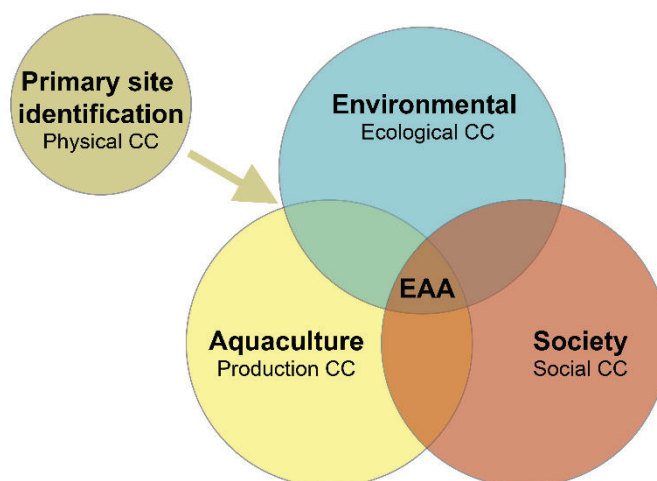 Primary site
identification
Physical CC
Environmental
Ecological CC
EAA
Aquaculture
Production CC
Society
Social CC